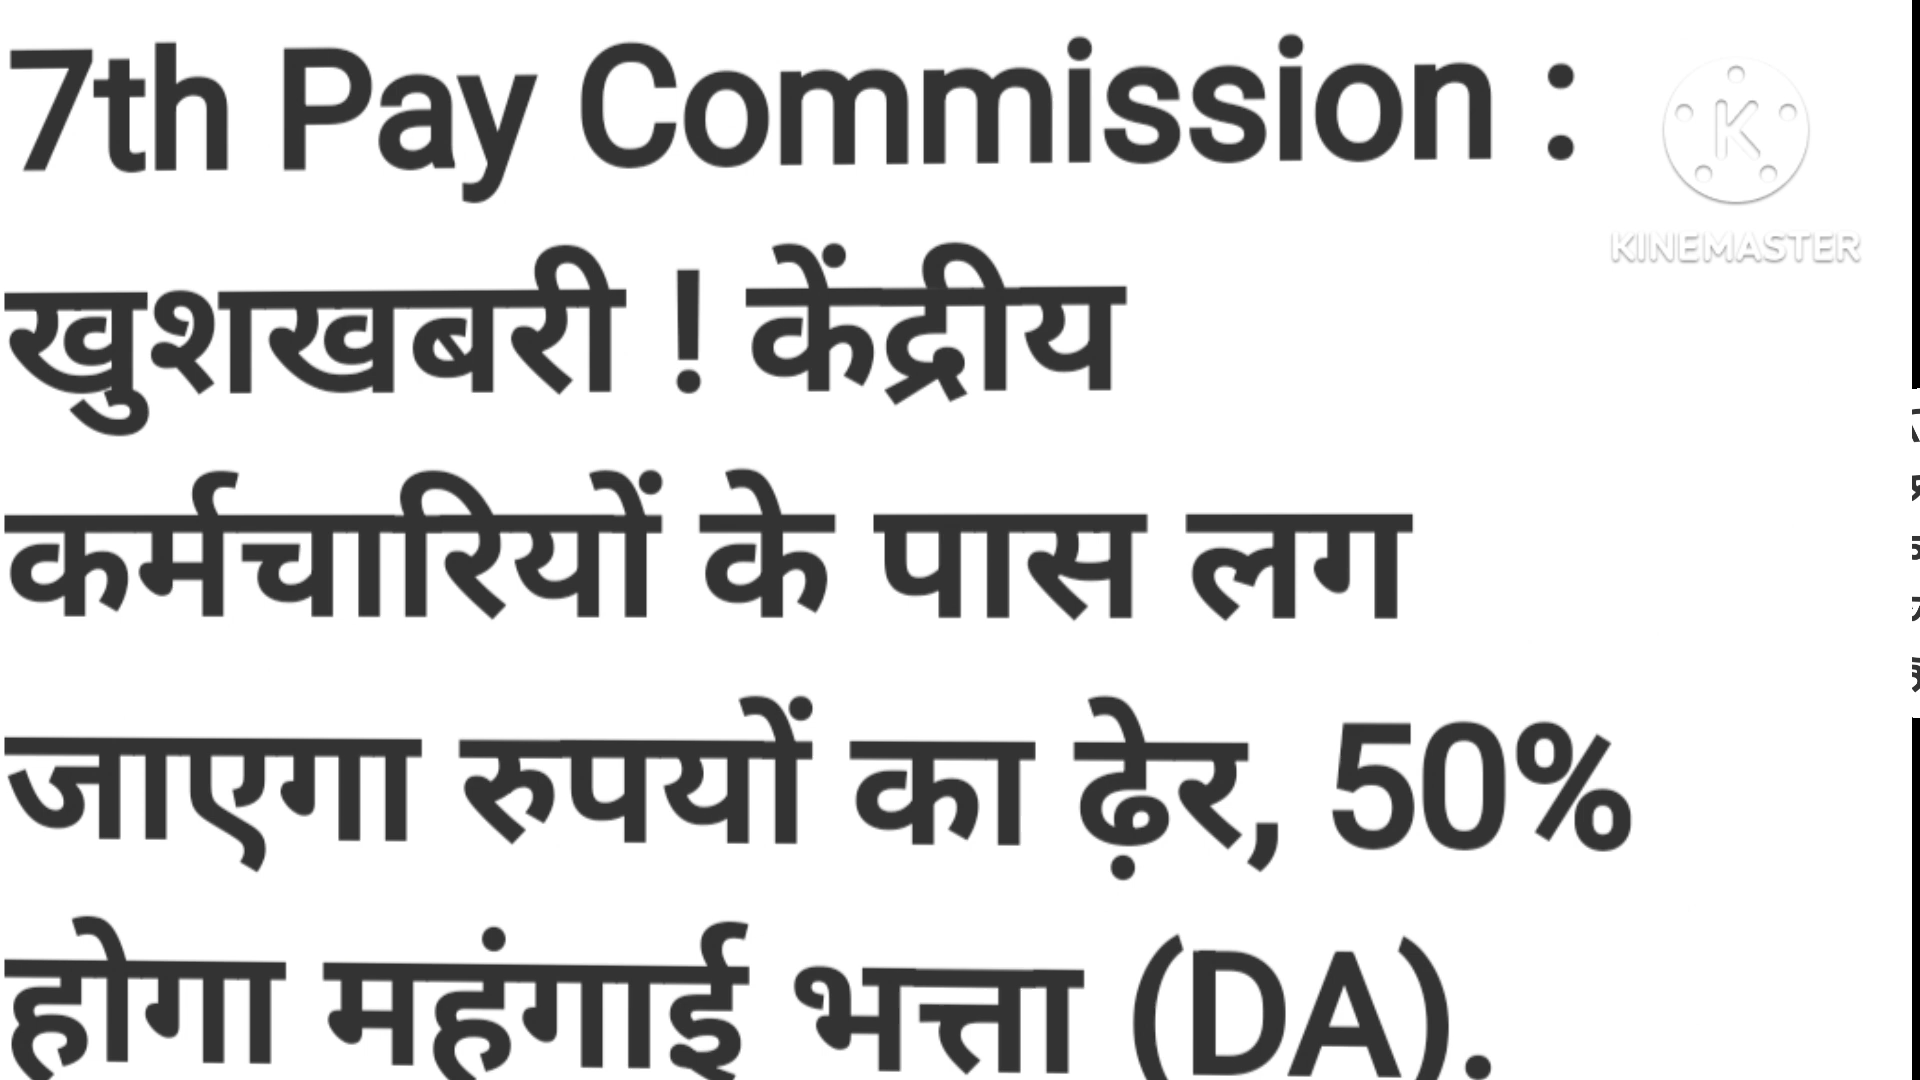 7th Pay Commission :
KINEMASTER
खुशखबरी ! केंद्रीय
कर्मचारियों के पास लग
जाएगा रुपयों का ढ़ेर, 50%
होगा महंगाई भत्ता (DA).